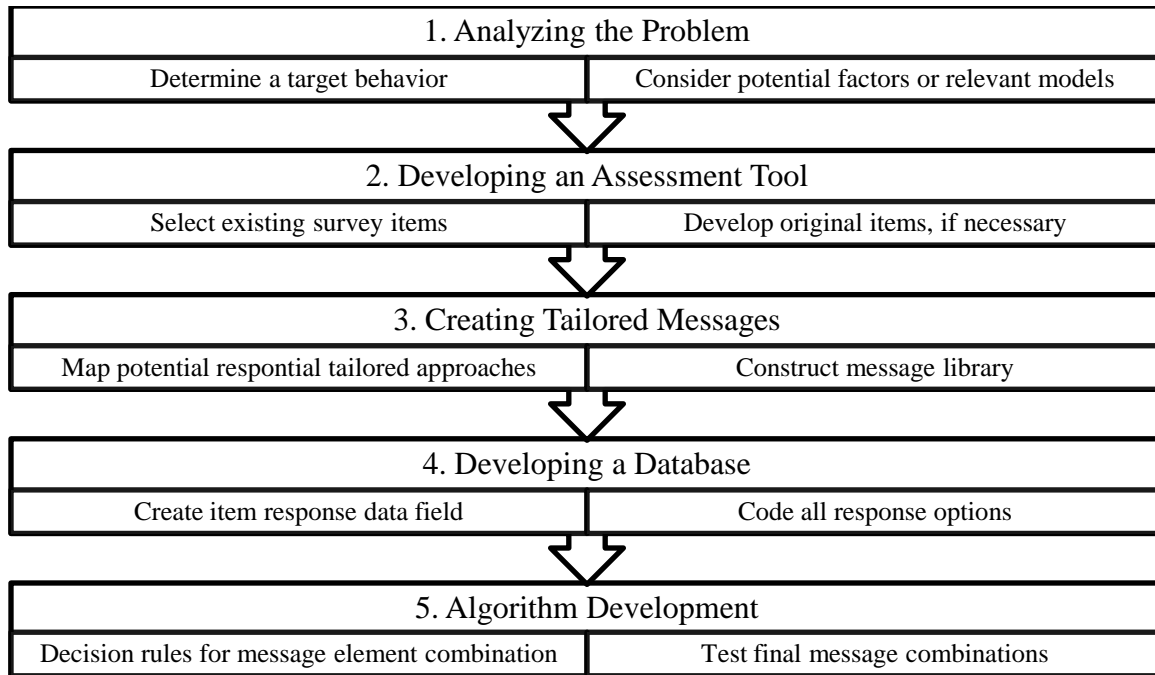 1. Analyzing the Problem
Determine a target behavior
Consider potential factors or relevant models
2. Developing an Assessment Tool
Select existing survey items
Develop original items, if necessary
3. Creating Tailored Messages
Map potential respontial tailored approaches
Construct message library
4. Developing a Database
Create item response data field
Code all response options
5. Algorithm Development
Decision rules for message element combination
Test final message combinations